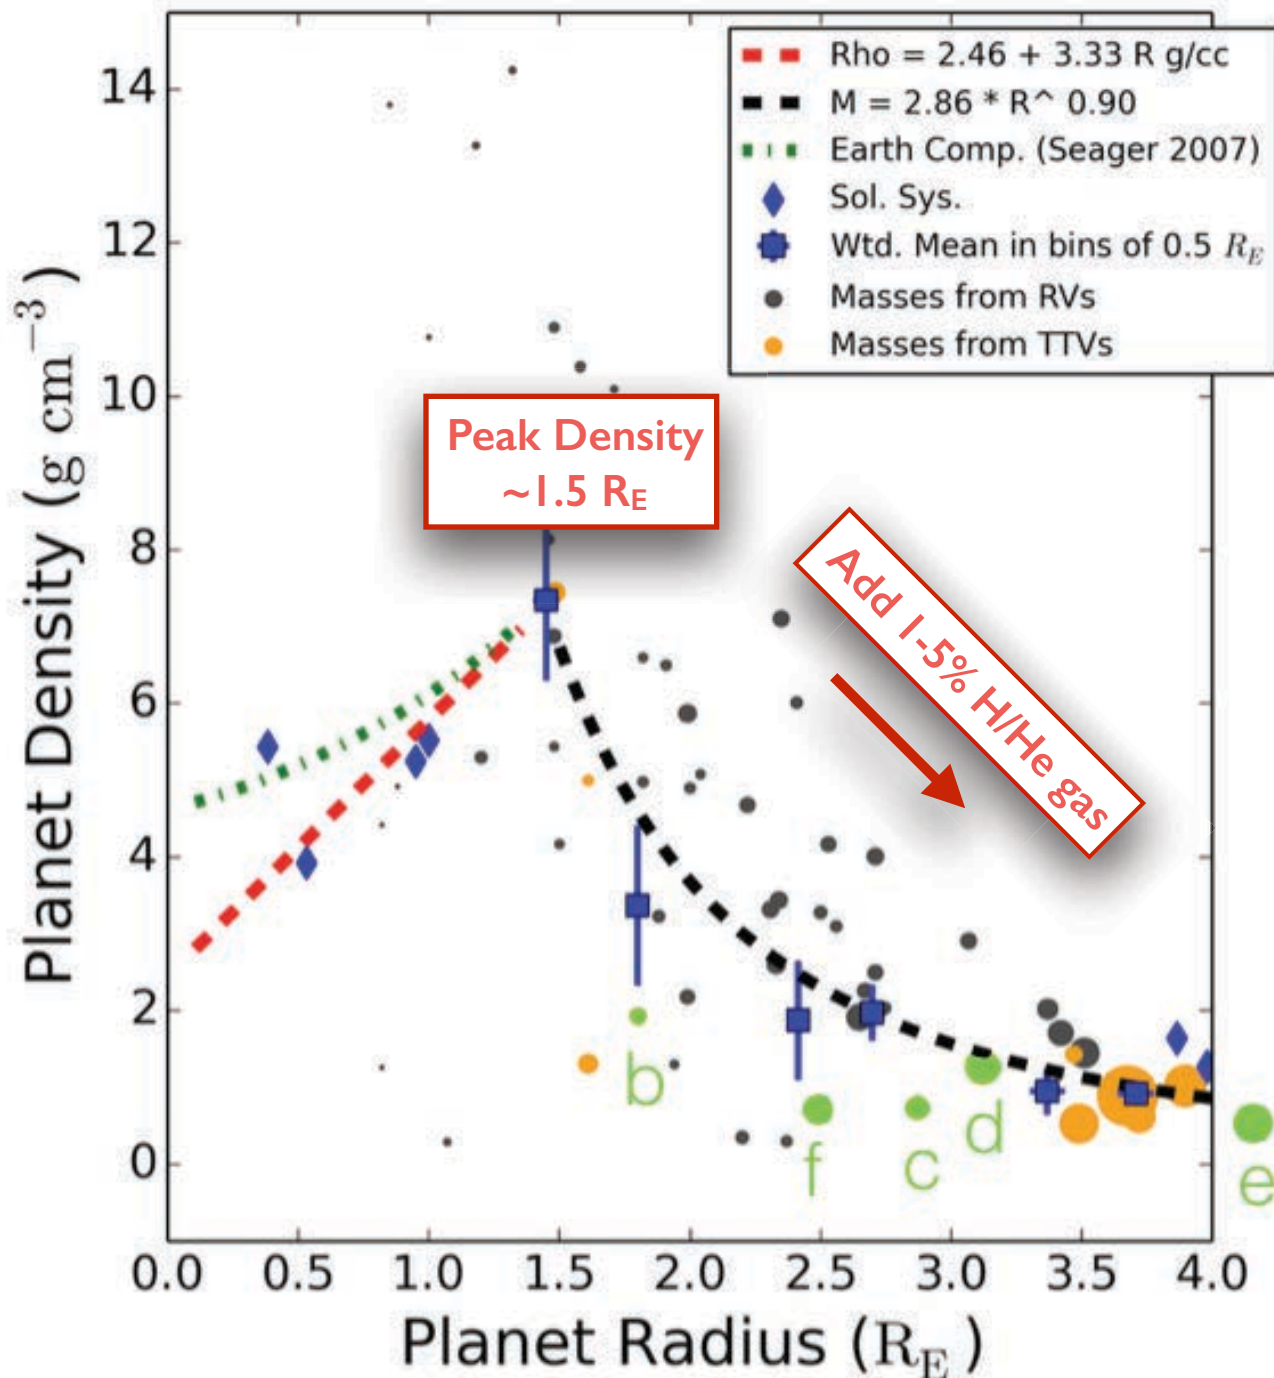 Rho = 2.46 + 3.33 R g/cc
M = 2.86 * R^ 0.90
Earth Comp. (Seager 2007)
Sol. Sys.
Wtd. Mean in bins of 0.5 R_E
Masses from RVs
Masses from TTVs
Peak Density
~1.5 R_E
Add 1-5% H/He gas
Planet Density (g cm⁻³)
14
12
10
8
6
4
2
0
b
f
c
d
e
0.0 0.5 1.0 1.5 2.0 2.5 3.0 3.5 4.0
Planet Radius (R_E)